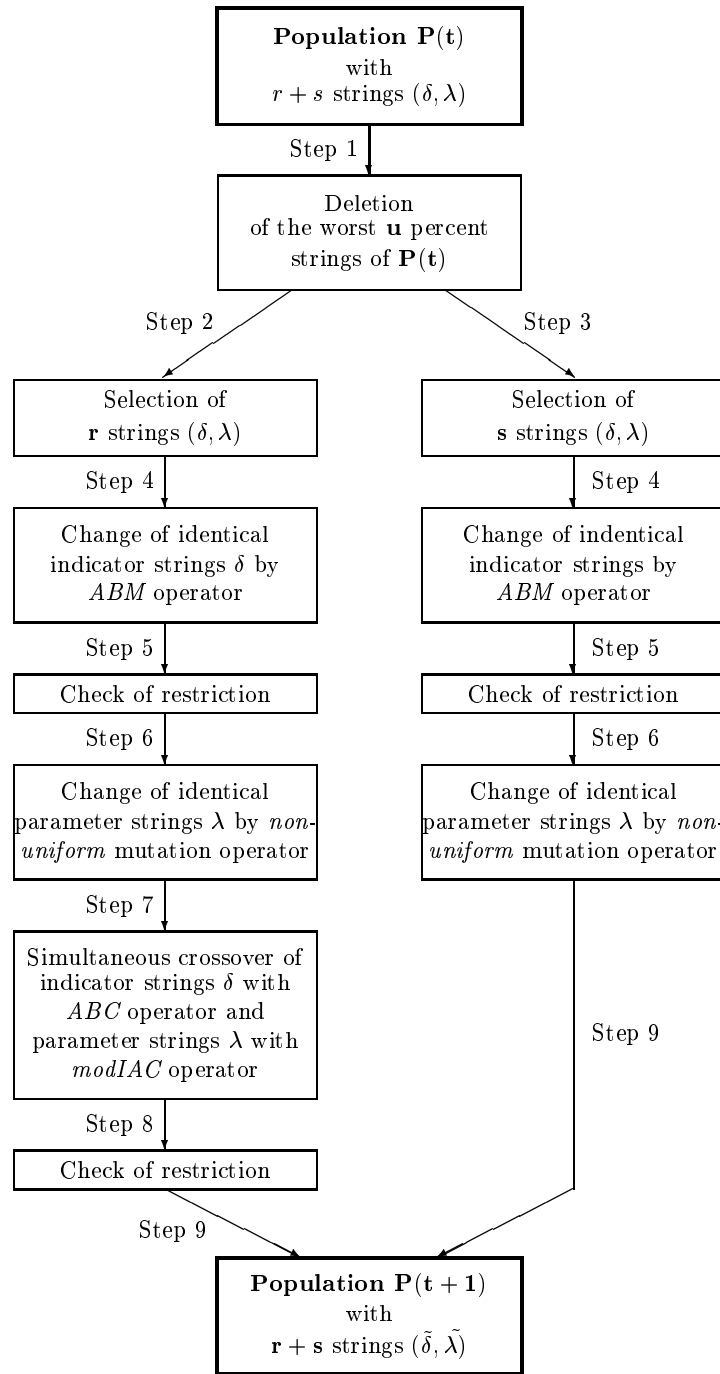 Population P(t)
with
r + s strings (δ, λ)
Step 1
Deletion
of the worst u percent
strings of P(t)
Step 2
Step 3
Selection of
r strings (δ, λ)
Selection of
s strings (δ, λ)
Step 4
Step 4
Change of identical
indicator strings δ by
ABM operator
Change of indentical
indicator strings by
ABM operator
Step 5
Step 5
Check of restriction
Check of restriction
Step 6
Step 6
Change of identical
parameter strings λ by non-
uniform mutation operator
Change of identical
parameter strings λ by non-
uniform mutation operator
Step 7
Simultaneous crossover of
indicator strings δ with
ABC operator and
parameter strings λ with
modIAC operator
Step 9
Step 8
Check of restriction
Step 9
Population P(t + 1)
with
r + s strings (δ̃, λ̃)